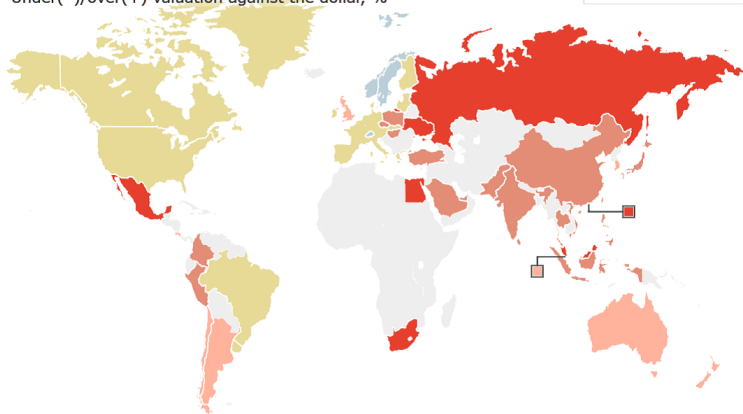 Under(-)/over(+) valuation against the dollar, %